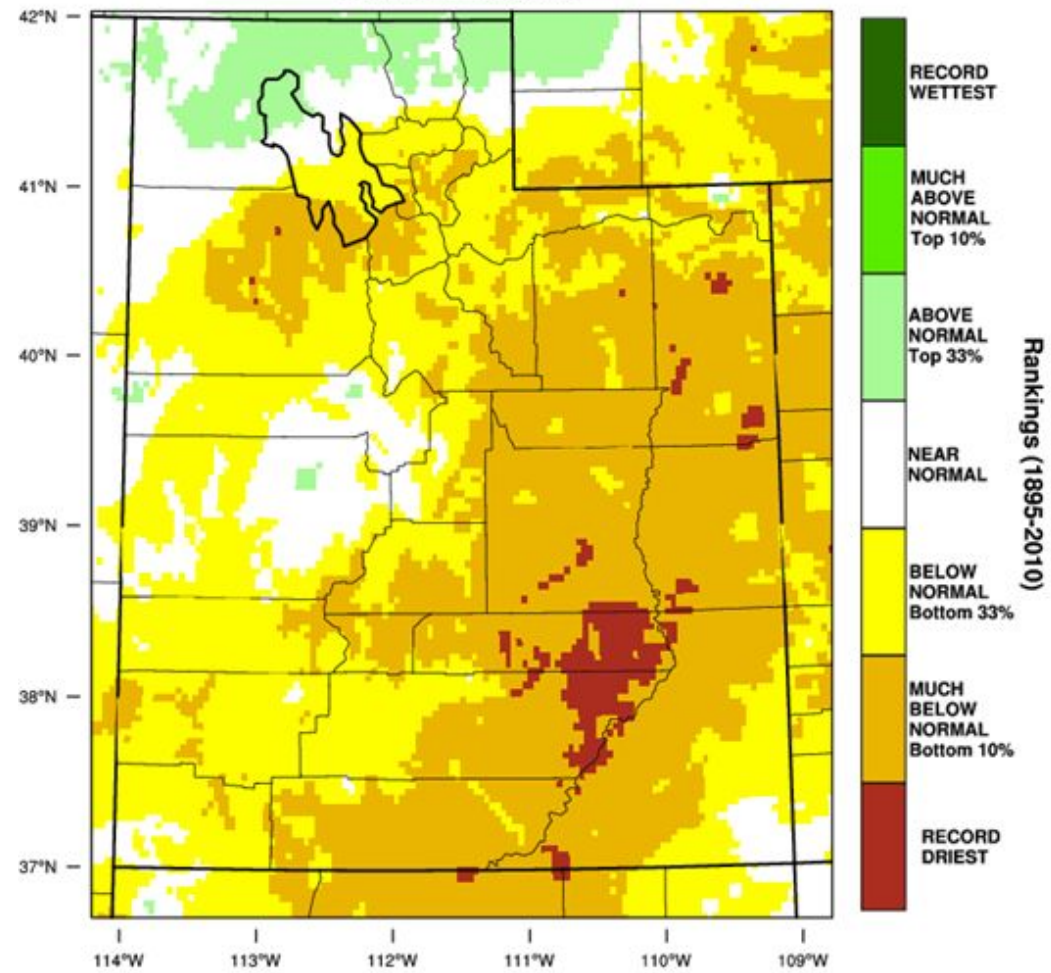 42°N
41°N
40°N
39°N
38°N
37°N
114°W
113°W
112°W
111°W
110°W
109°W
RECORD
WETTEST
MUCH
ABOVE
NORMAL
Top 10%
ABOVE
NORMAL
Top 33%
NEAR
NORMAL
BELOW
NORMAL
Bottom 33%
MUCH
BELOW
NORMAL
Bottom 10%
RECORD
DRIEST
Rankings (1895-2010)